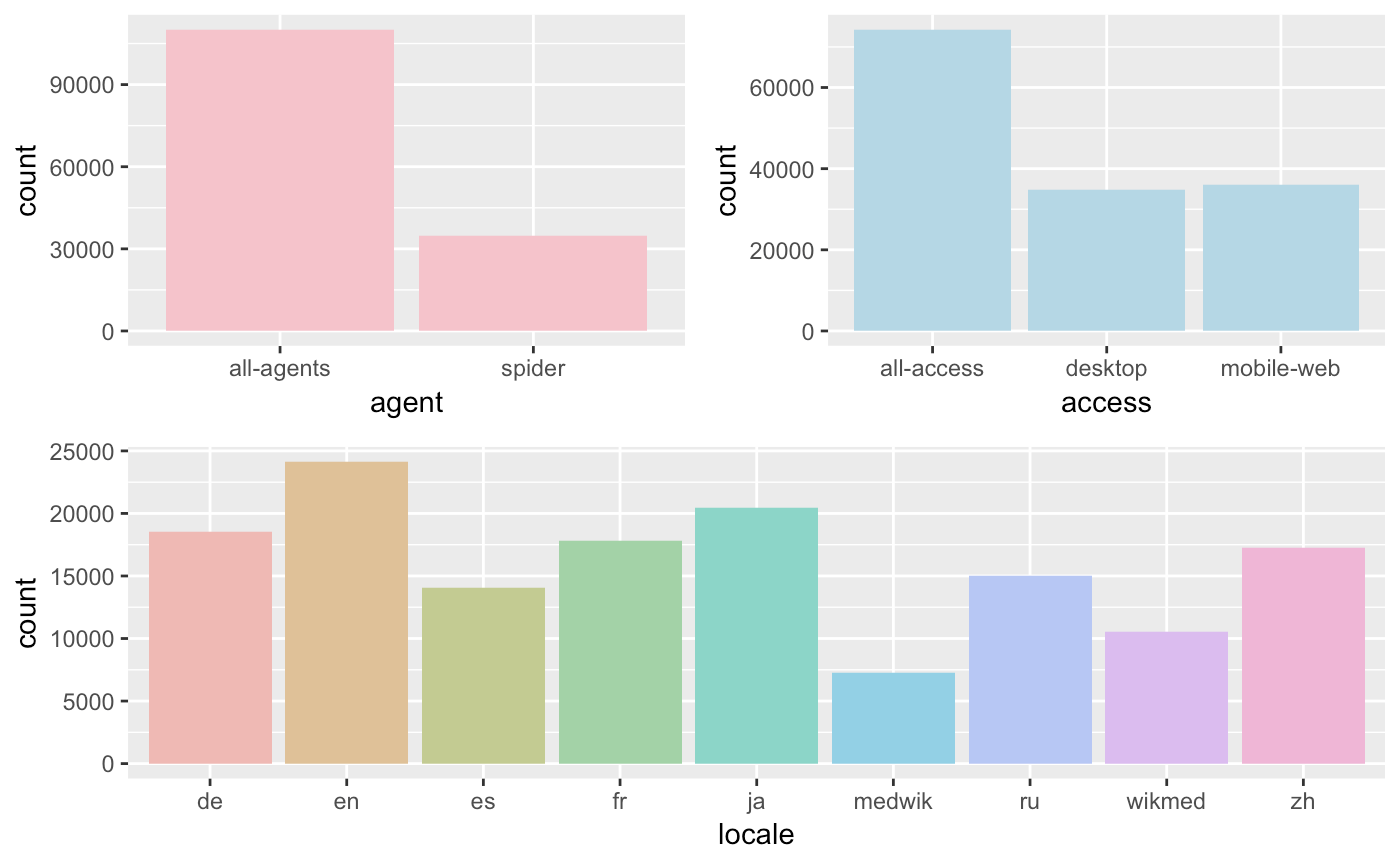 count
90000
60000
30000
0
all-agents spider
agent
count
60000
40000
20000
0
all-access desktop mobile-web
access
count
25000
20000
15000
10000
5000
0
de en es fr ja medwik ru wikmed zh
locale